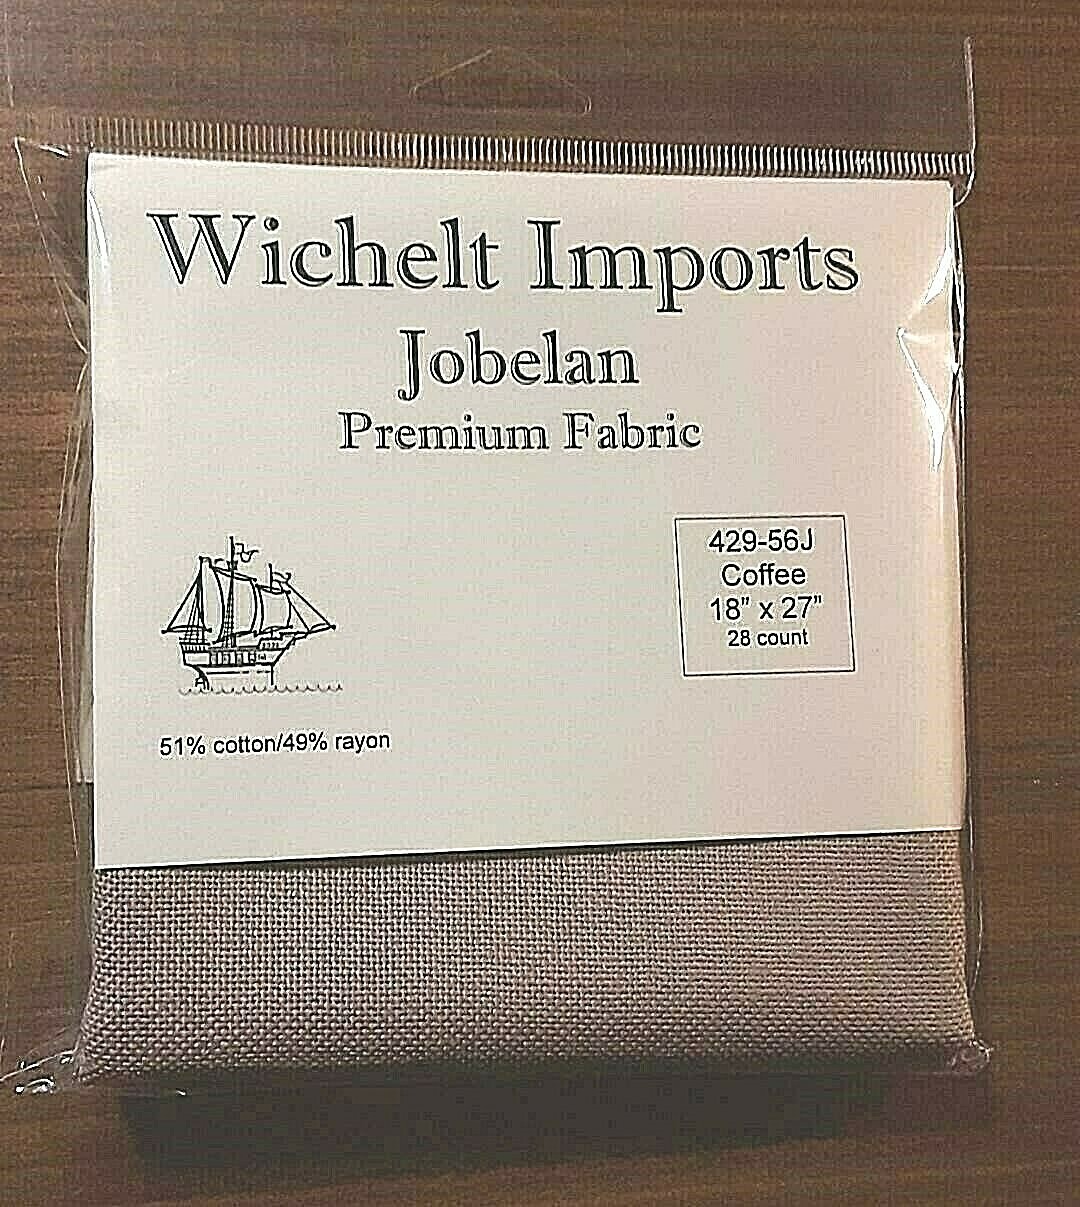 Wichelt Imports
Jobelan
Premium Fabric
429-56J
Coffee
18” x 27”
28 count
51% cotton/49% rayon